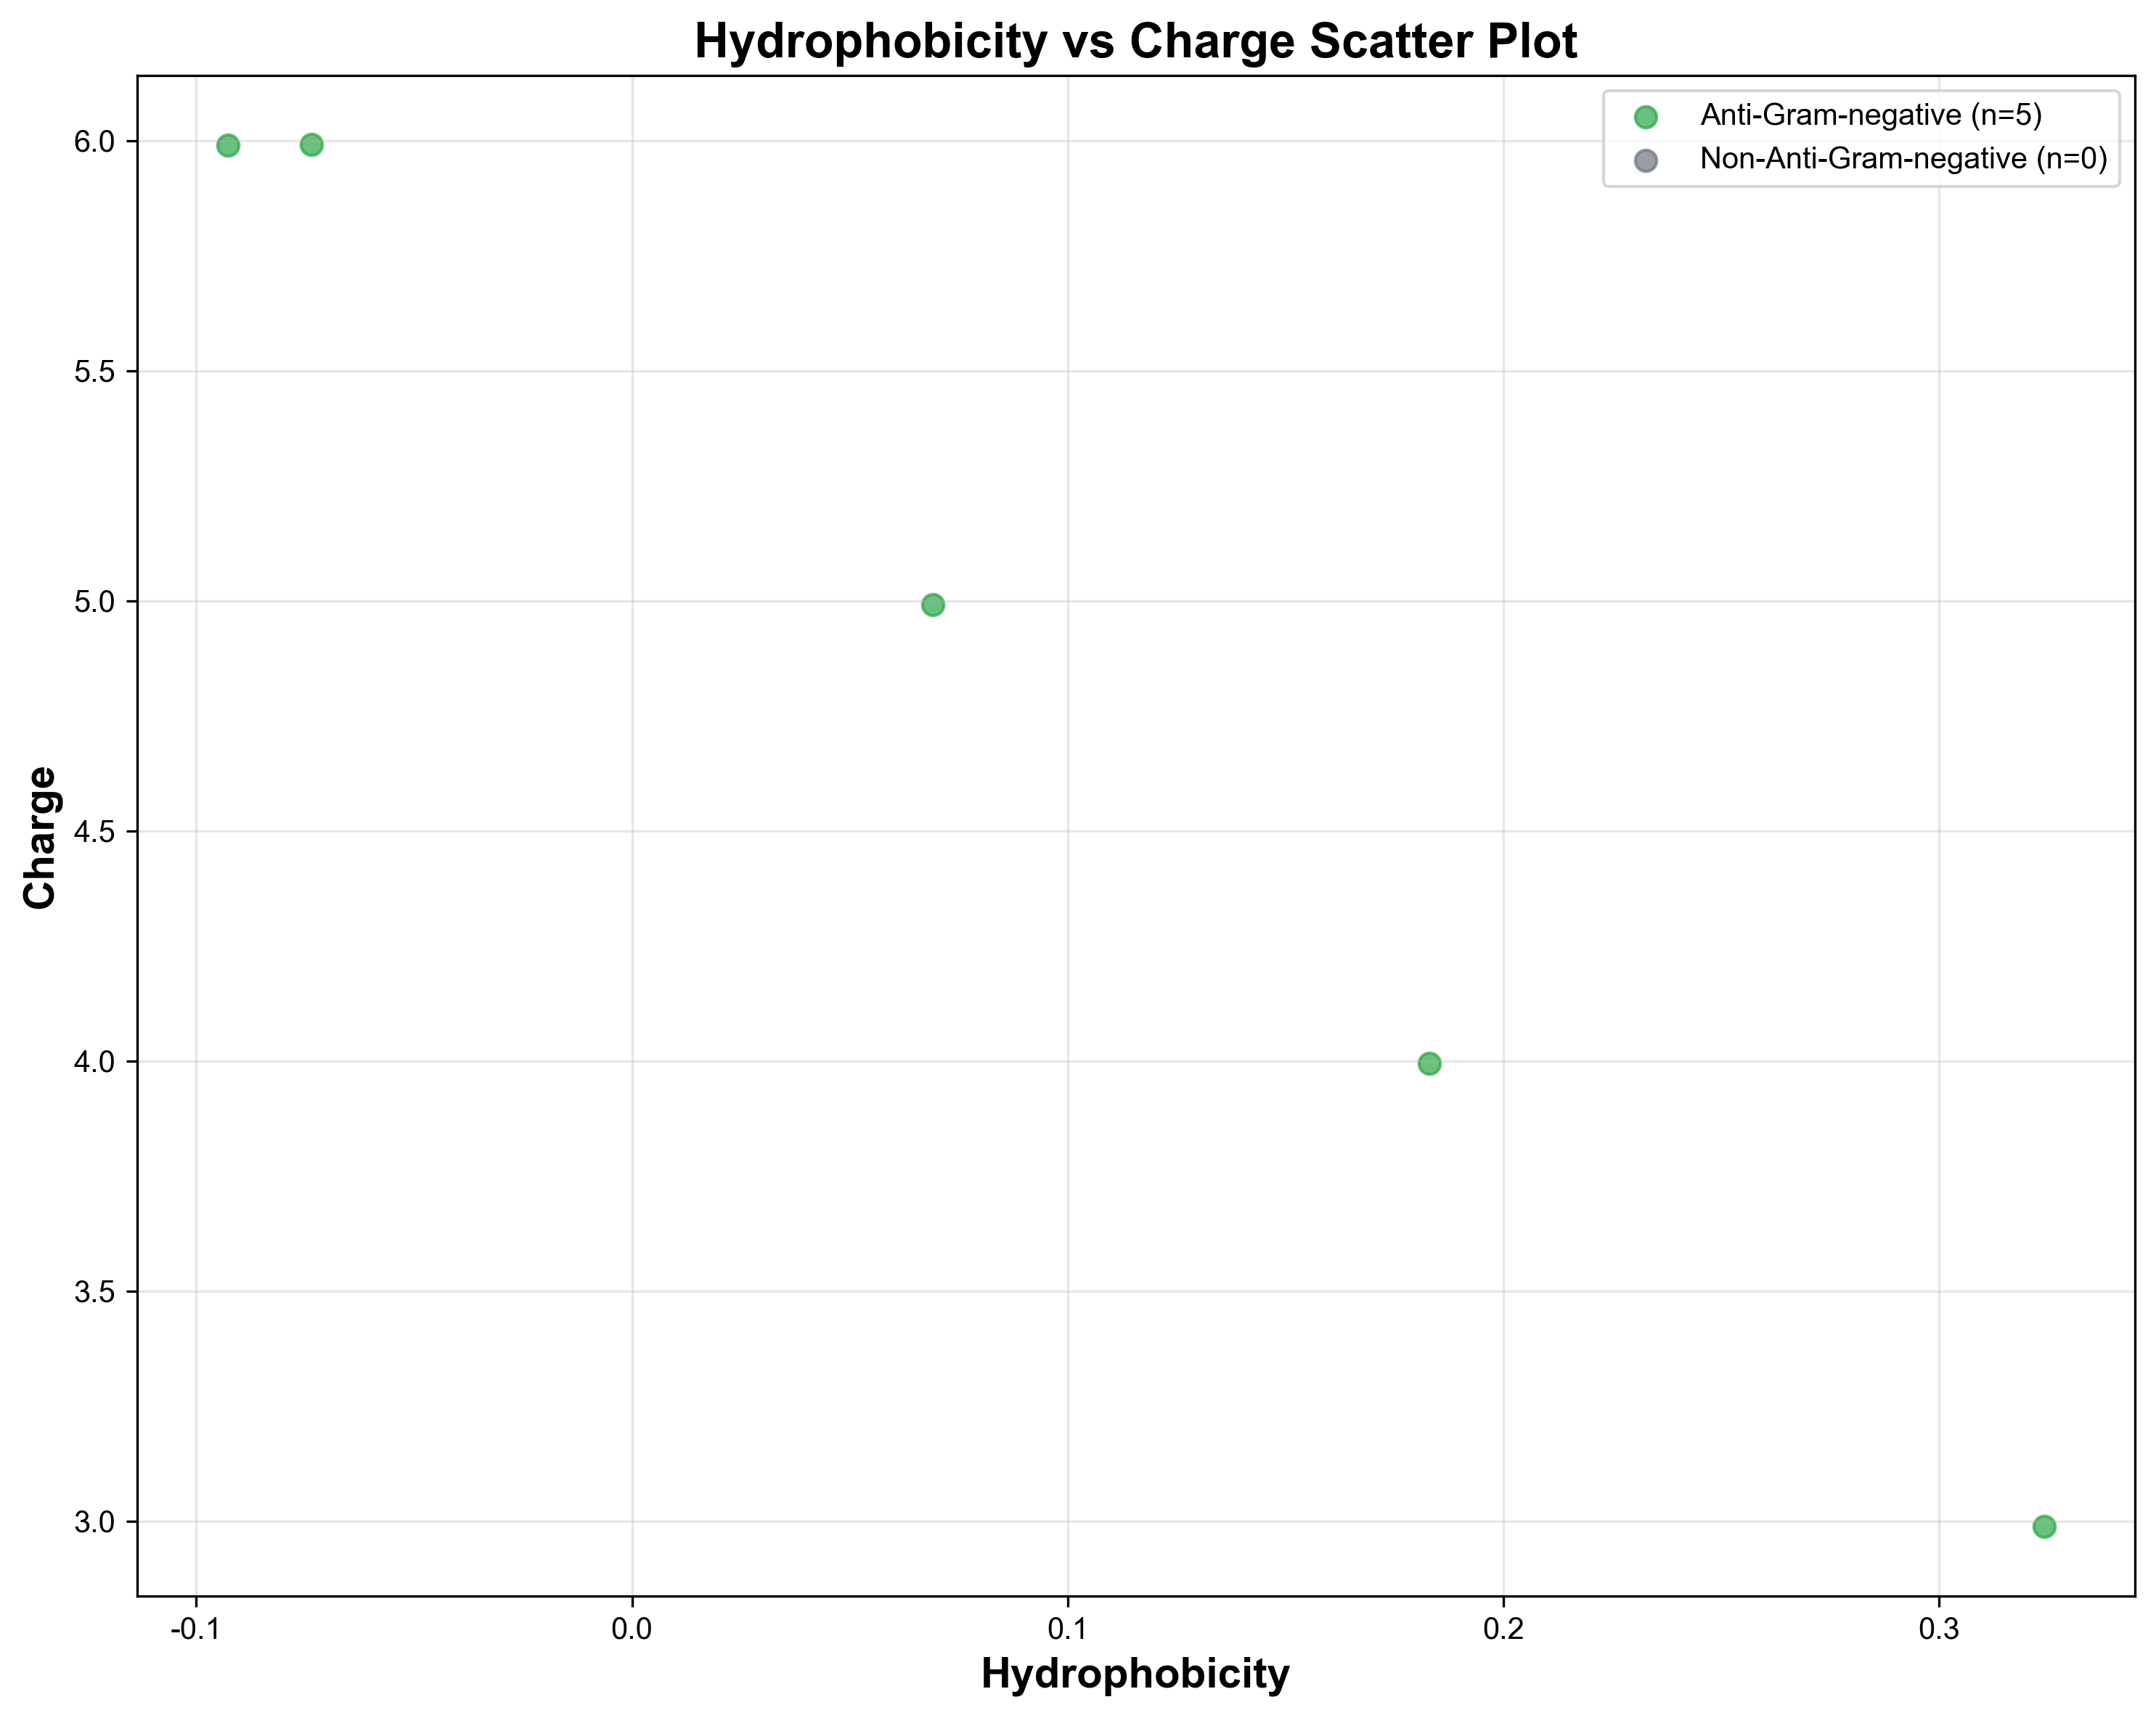 Hydrophobicity vs Charge Scatter Plot
Anti-Gram-negative (n=5)
Non-Anti-Gram-negative (n=0)
6.0
5.5
5.0
4.5
4.0
3.5
3.0
Charge
-0.1
0.0
0.1
0.2
0.3
Hydrophobicity